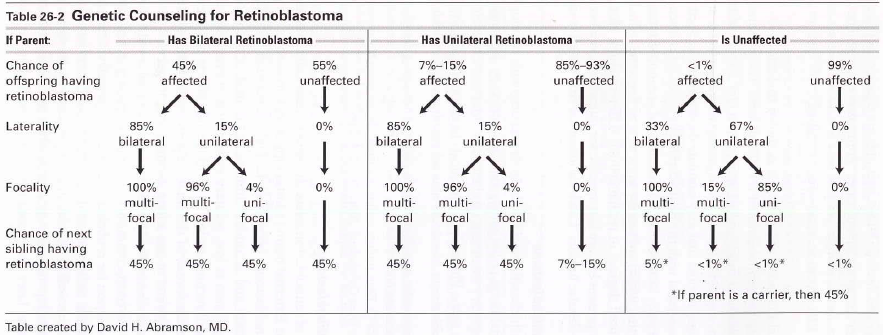 Table 26-2 Genetic Counseling for Retinoblastoma
If Parent: Has Bilateral Retinoblastoma Has Unilateral Retinoblastoma Is Unaffected
Chance of 45% 55% 7%–15% 85%–93% <1% 99%
offspring having affected unaffected affected unaffected affected unaffected
retinoblastoma
Laterality 85% 15% 0% 85% 15% 0% 33% 67% 0%
bilateral unilateral bilateral unilateral bilateral unilateral
Focality 100% 96% 4% 0% 100% 96% 4% 0% 100% 15% 85% 0%
multi- multi- uni- multi- multi- uni- multi- multi- uni-
focal focal focal focal focal focal focal focal focal
Chance of next
sibling having
retinoblastoma 45% 45% 45% 45% 45% 45% 45% 7%–15% 5%* <1%* <1%* <1%
*If parent is a carrier, then 45%
Table created by David H. Abramson, MD.